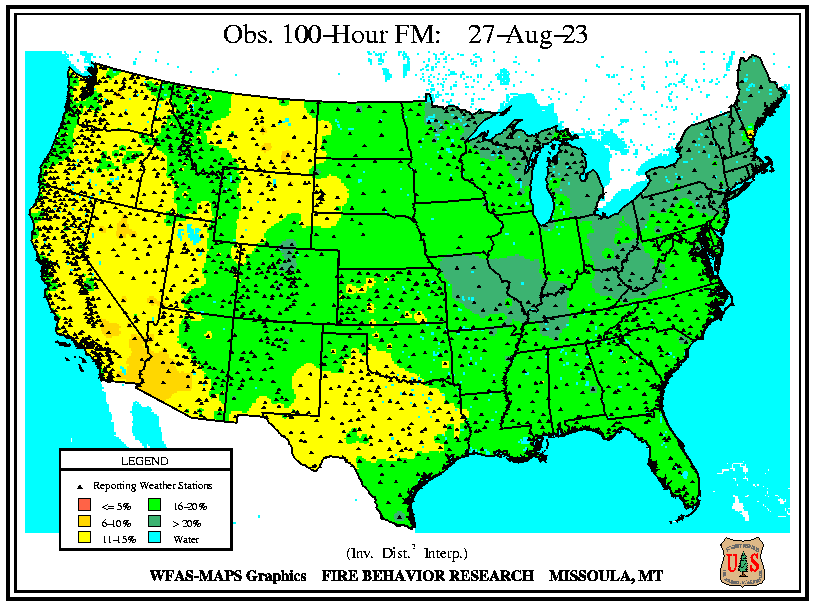 Obs. 100-Hour FM: 27-Aug-23
LEGEND
Reporting Weather Stations
<= 5% 16-20%
6-10% > 20%
11-15% Water
(Inv. Dist.² Interp.)
WFAS-MAPS Graphics FIRE BEHAVIOR RESEARCH MISSOULA, MT
U S